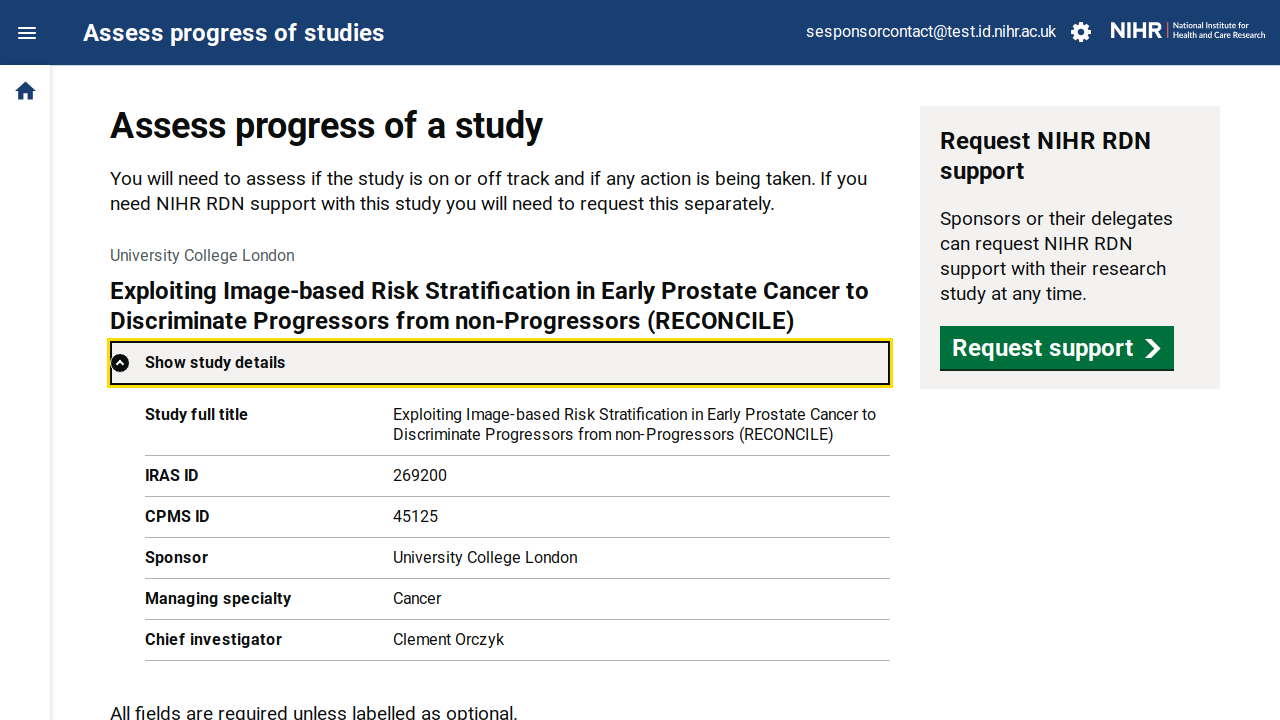 Assess progress of studies
sesponsorcontact@test.id.nihr.ac.uk
NIHR | National Institute for
Health and Care Research
Assess progress of a study
You will need to assess if the study is on or off track and if any action is being taken. If you
need NIHR RDN support with this study you will need to request this separately.
University College London
Exploiting Image-based Risk Stratification in Early Prostate Cancer to
Discriminate Progressors from non-Progressors (RECONCILE)
Show study details
Study full title
Exploiting Image-based Risk Stratification in Early Prostate Cancer to
Discriminate Progressors from non-Progressors (RECONCILE)
IRAS ID
269200
CPMS ID
45125
Sponsor
University College London
Managing specialty
Cancer
Chief investigator
Clement Orczyk
All fields are required unless labelled as optional.
Request NIHR RDN
support
Sponsors or their delegates
can request NIHR RDN
support with their research
study at any time.
Request support